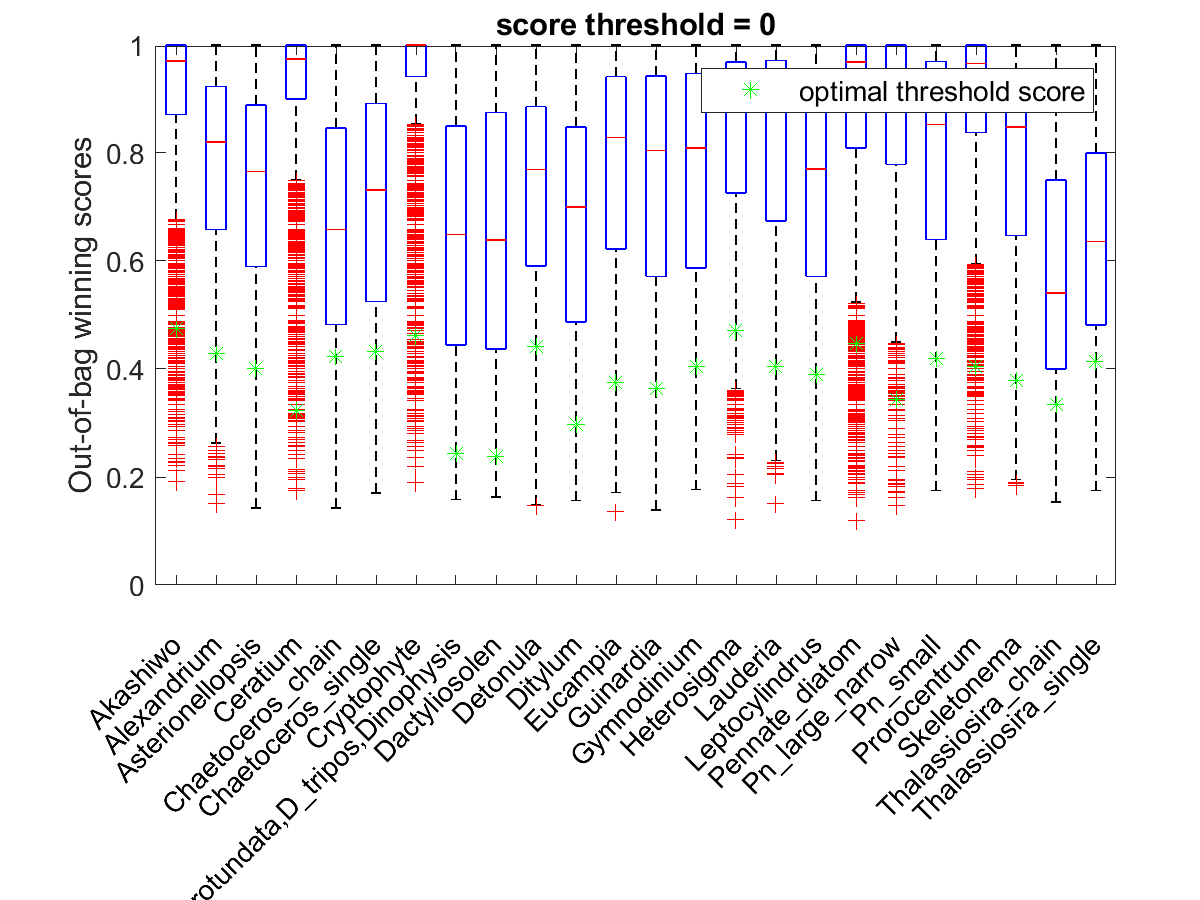 score threshold = 0
optimal threshold score
Out-of-bag winning scores
1
0.8
0.6
0.4
0.2
0
Akashiwo
Alexandrium
Asterionellopsis
Ceratium
Chaetoceros_chain
Chaetoceros_single
Cryptophyte
rotundata,D_tripos,Dinophysis
Dactyliosolen
Detonula
Ditylum
Eucampia
Guinardia
Gymnodinium
Heterosigma
Lauderia
Leptocylindrus
Pennate_diatom
Pn_large_narrow
Pn_small
Prorocentrum
Skeletonema
Thalassiosira_chain
Thalassiosira_single